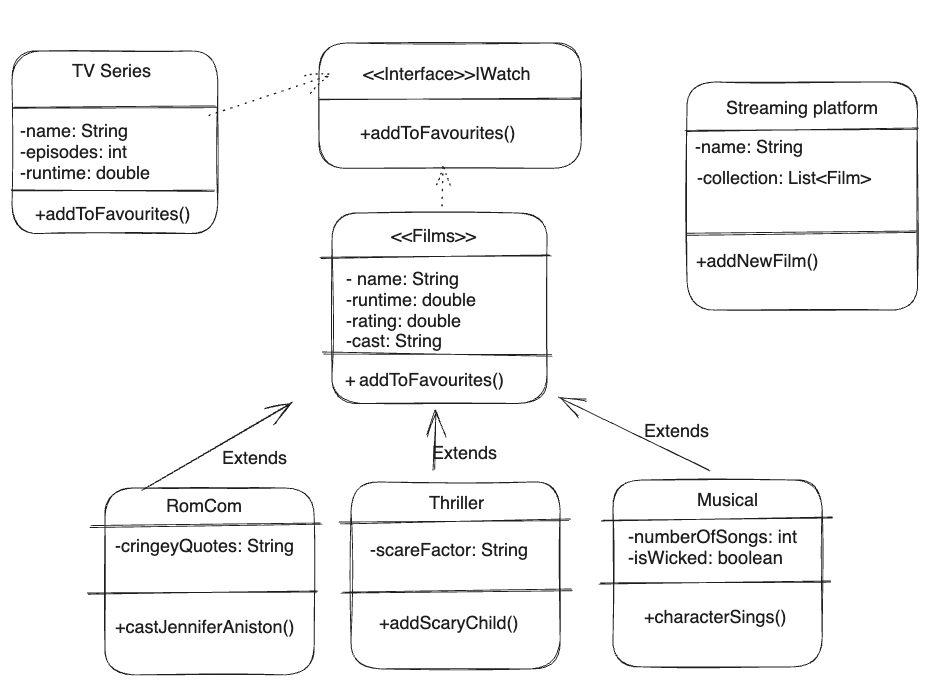 TV Series
-name: String
-episodes: int
-runtime: double
+addToFavourites()
<<Interface>>IWatch
+addToFavourites()
Streaming platform
-name: String
-collection: List<Film>
+addNewFilm()
<<Films>>
- name: String
-runtime: double
-rating: double
-cast: String
+ addToFavourites()
Extends
Extends
Extends
RomCom
-cringeyQuotes: String
+castJenniferAniston()
Thriller
-scareFactor: String
+addScaryChild()
Musical
-numberOfSongs: int
-isWicked: boolean
+characterSings()